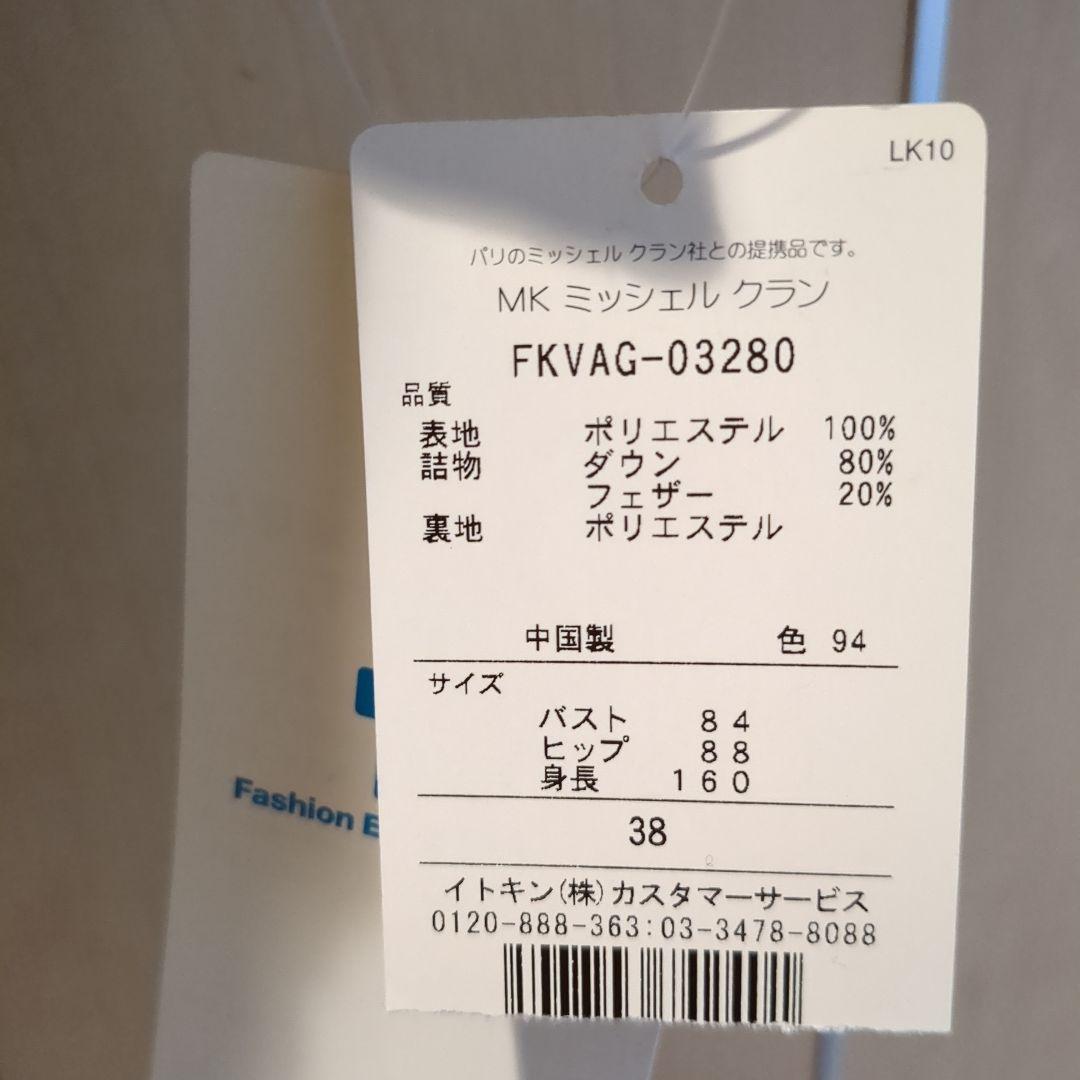 LK10
パリのミッシェル クラン社との提携品です。
MK ミッシェル クラン
FKVAG-03280
品質
表地 ポリエステル 100%
詰物 ダウン 80%
フェザー 20%
裏地 ポリエステル
中国製 色 94
サイズ
バスト 84
ヒップ 88
身長 160
38
イトキン(株)カスタマーサービス
0120-888-363:03-3478-8088
Fashion